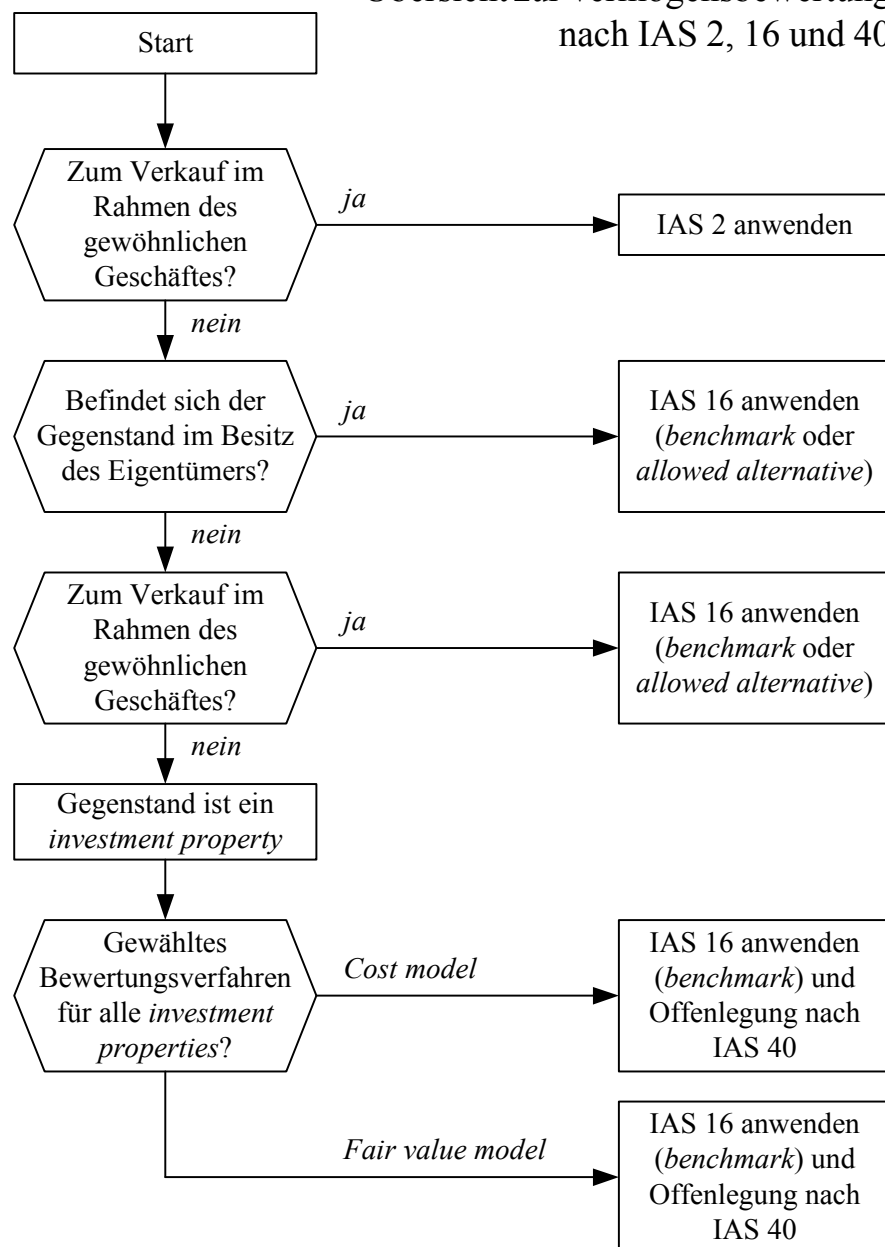 Übersicht zur Vermögensbewertung
nach IAS 2, 16 und 40
Start
Zum Verkauf im
Rahmen des
gewöhnlichen
Geschäftes?
ja
IAS 2 anwenden
nein
Befindet sich der
Gegenstand im Besitz
des Eigentümers?
ja
IAS 16 anwenden
(benchmark oder
allowed alternative)
nein
Zum Verkauf im
Rahmen des
gewöhnlichen
Geschäftes?
ja
IAS 16 anwenden
(benchmark oder
allowed alternative)
nein
Gegenstand ist ein
investment property
Gewähltes
Bewertungsverfahren
für alle investment
properties?
Cost model
IAS 16 anwenden
(benchmark) und
Offenlegung nach
IAS 40
Fair value model
IAS 16 anwenden
(benchmark) und
Offenlegung nach
IAS 40